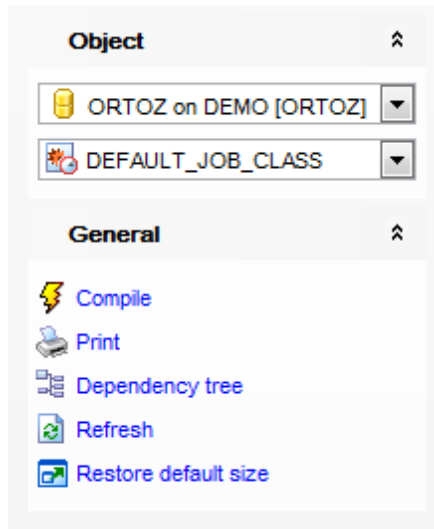 Object
ORTOZ on DEMO [ORTOZ]
DEFAULT_JOB_CLASS
General
Compile
Print
Dependency tree
Refresh
Restore default size